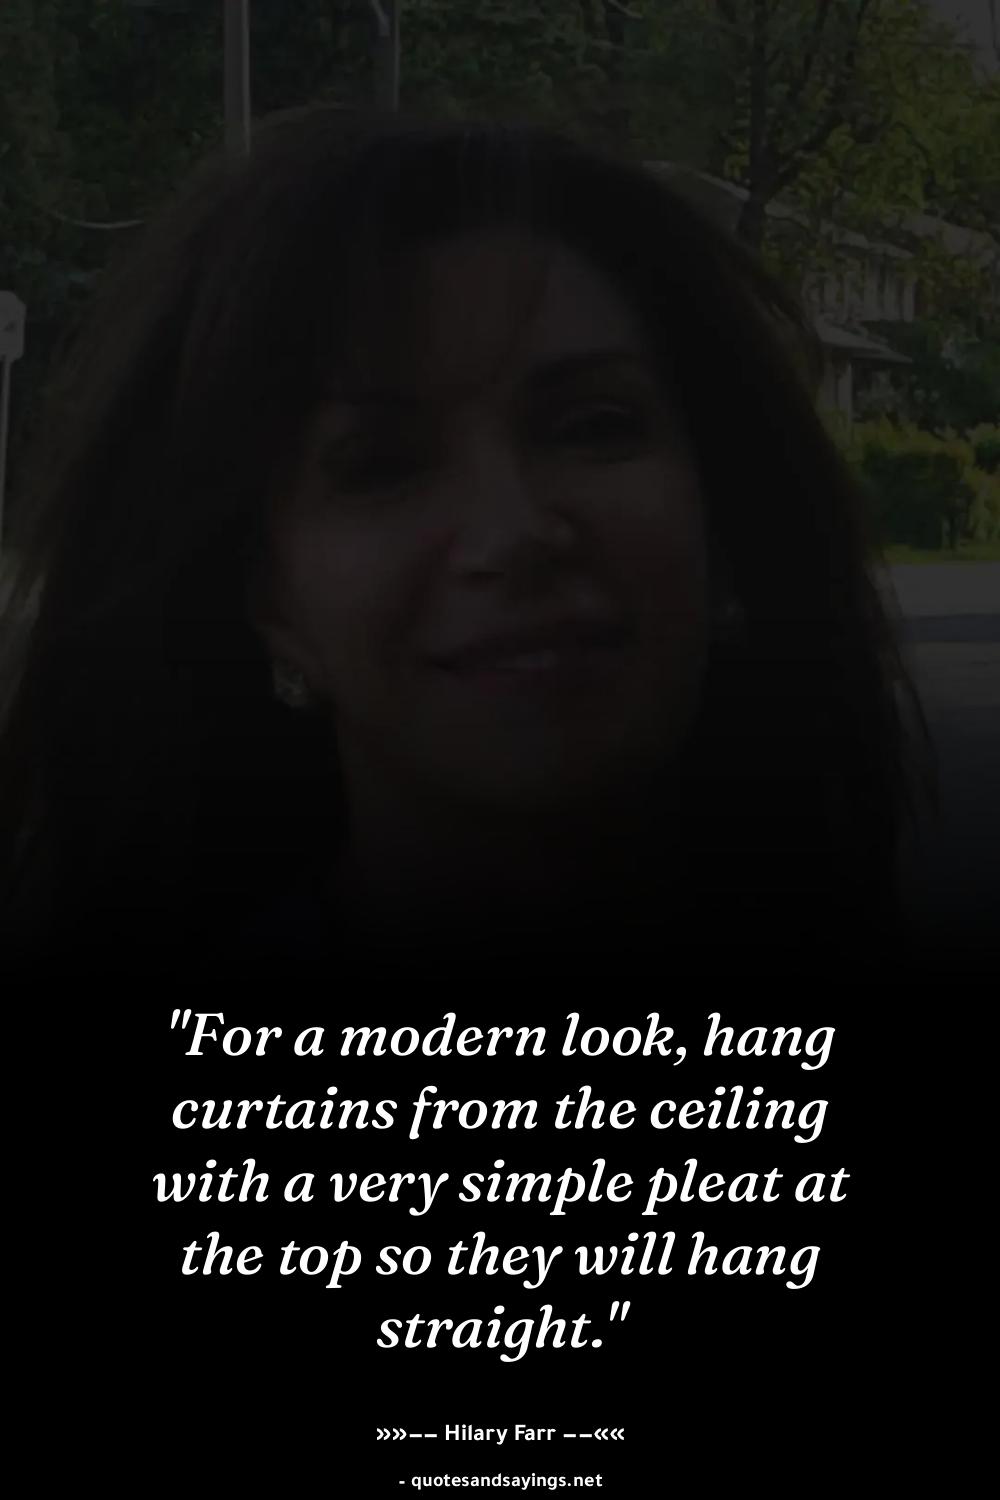 "For a modern look, hang
curtains from the ceiling
with a very simple pleat at
the top so they will hang
straight."
»»–– Hilary Farr ––««
- quotesandsayings.net